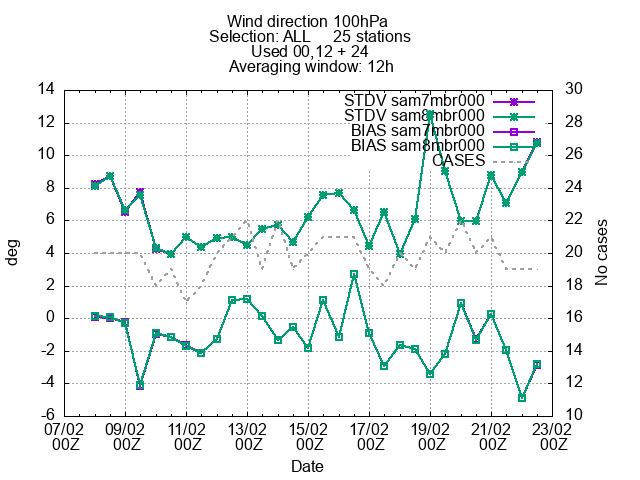 Wind direction 100hPa
Selection: ALL 25 stations
Used 00,12 + 24
Averaging window: 12h
14
12
10
8
6
4
2
0
-2
-4
-6
deg
30
28
26
24
22
20
18
16
14
12
10
No cases
STDV sam7mbr000
STDV sam8mbr000
BIAS sam7mbr000
BIAS sam8mbr000
CASES
07/02 09/02 11/02 13/02 15/02 17/02 19/02 21/02 23/02
00Z 00Z 00Z 00Z 00Z 00Z 00Z 00Z 00Z
Date